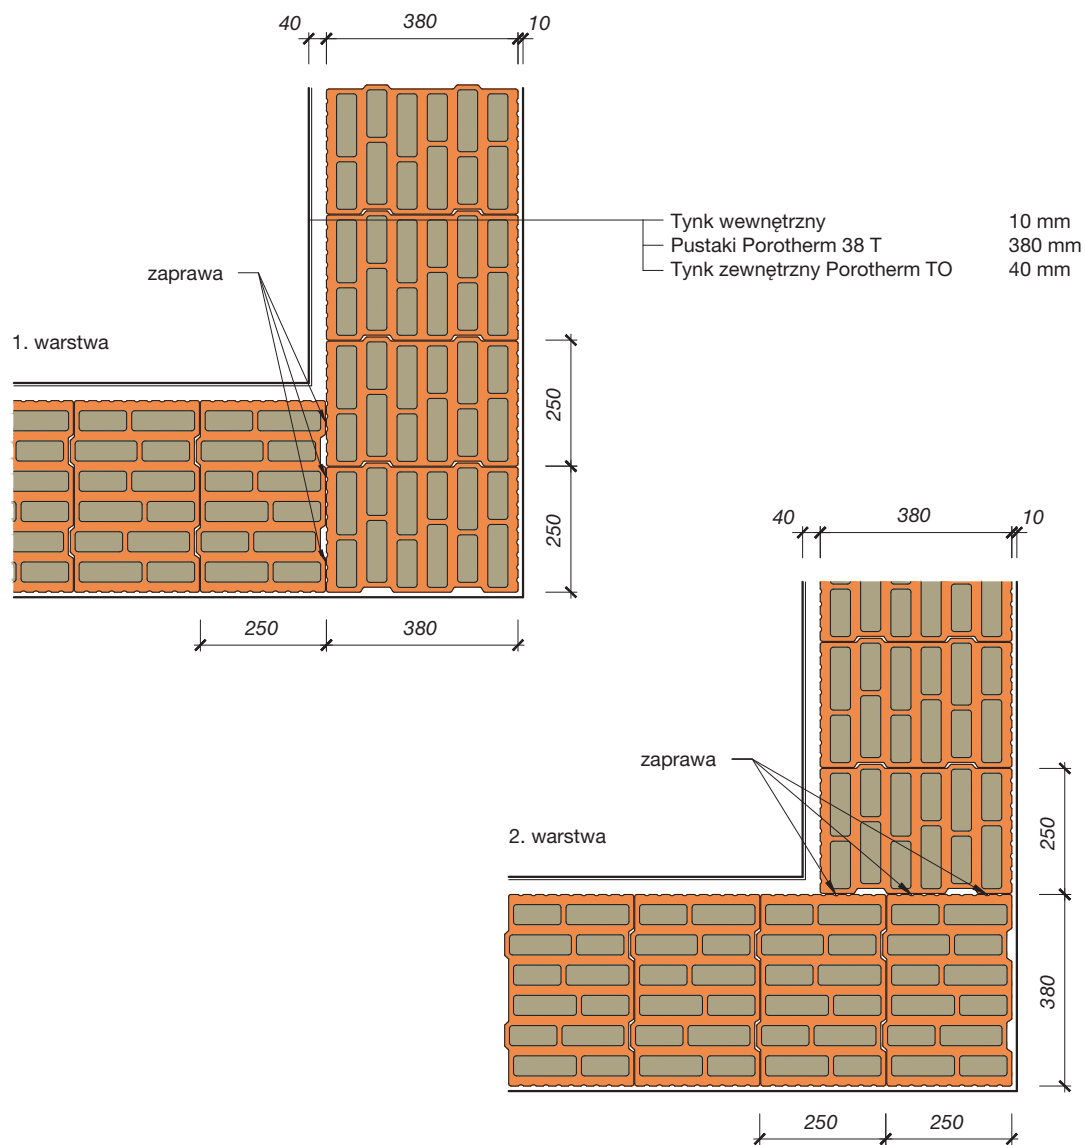 40 380 10
Tynk wewnętrzny 10 mm
Pustaki Porotherm 38 T 380 mm
Tynk zewnętrzny Porotherm TO 40 mm
zaprawa
1. warstwa
250
250
250 380
40 380 10
zaprawa
2. warstwa
250
380
250 250